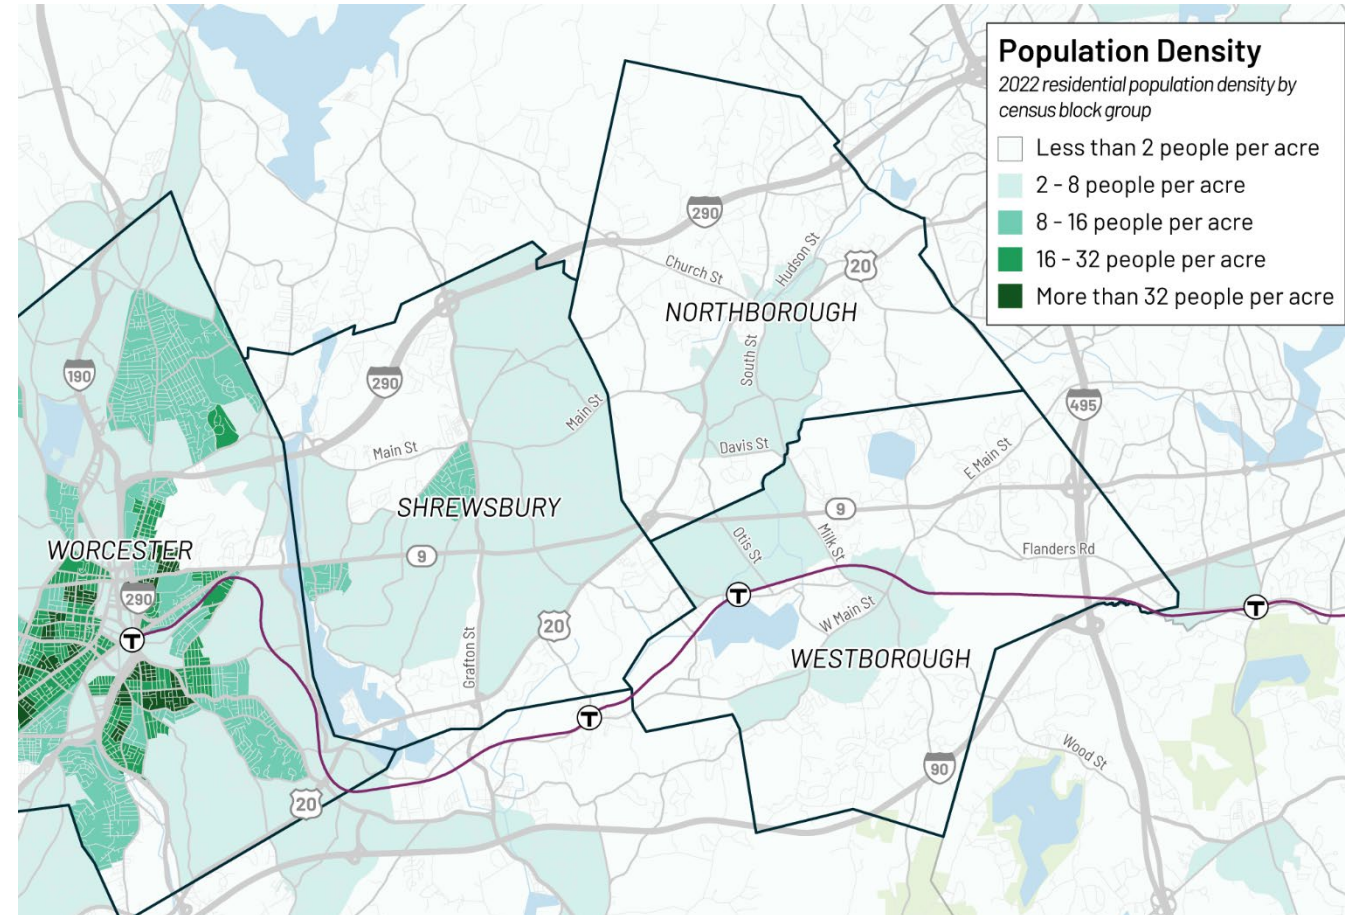 Population Density
2022 residential population density by
census block group
Less than 2 people per acre
2 - 8 people per acre
8 - 16 people per acre
16 - 32 people per acre
More than 32 people per acre
290
Hudson St
Church St
20
NORTHBOROUGH
190
290
South St
495
Main St
Main St
Davis St
E Main St
SHREWSBURY
9
Otis St
Milk St
WORCESTER
9
Flanders Rd
290
T
T
T
W Main St
20
Grafton St
WESTBOROUGH
T
Wood St
90
20